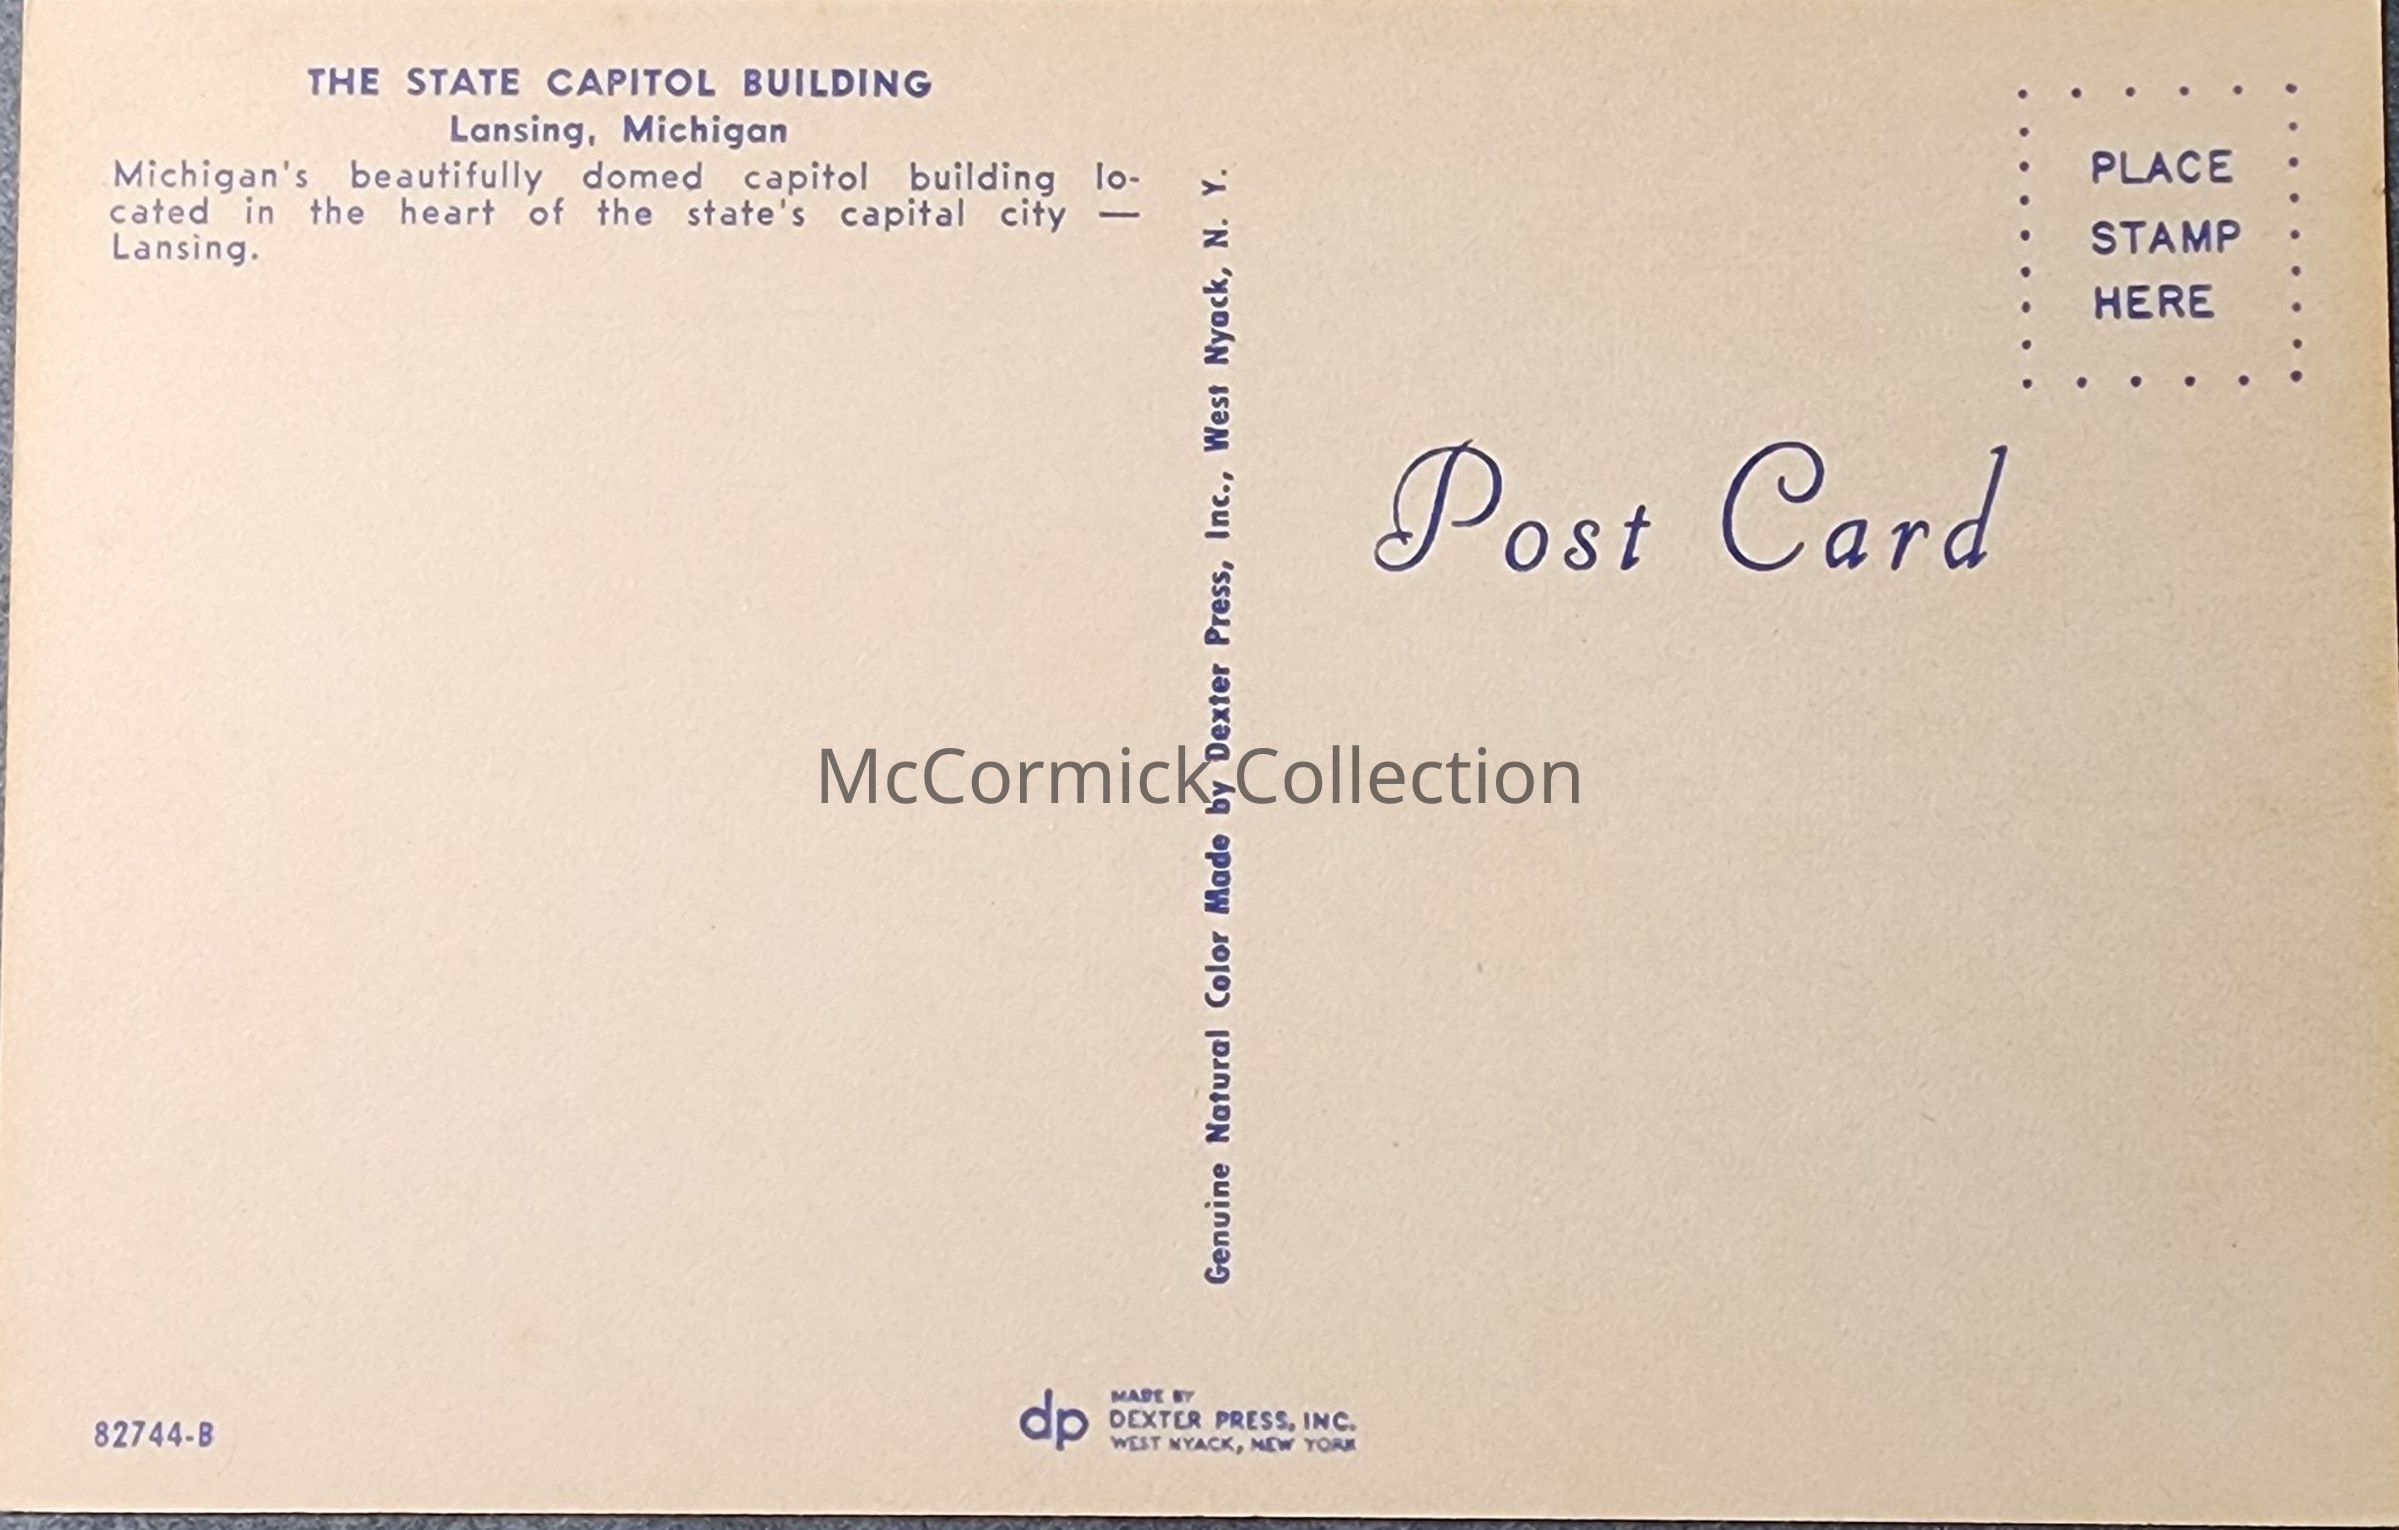 THE STATE CAPITOL BUILDING
Lansing, Michigan
Michigan's beautifully domed capitol building lo-
cated in the heart of the state's capital city —
Lansing.
82744-B
Genuine Natural Color Made by Dexter Press, Inc., West Nyack, N. Y.
dp
MADE BY
DEXTER PRESS, INC.
WEST NYACK, NEW YORK
PLACE
STAMP
HERE
Post Card
McCormick Collection